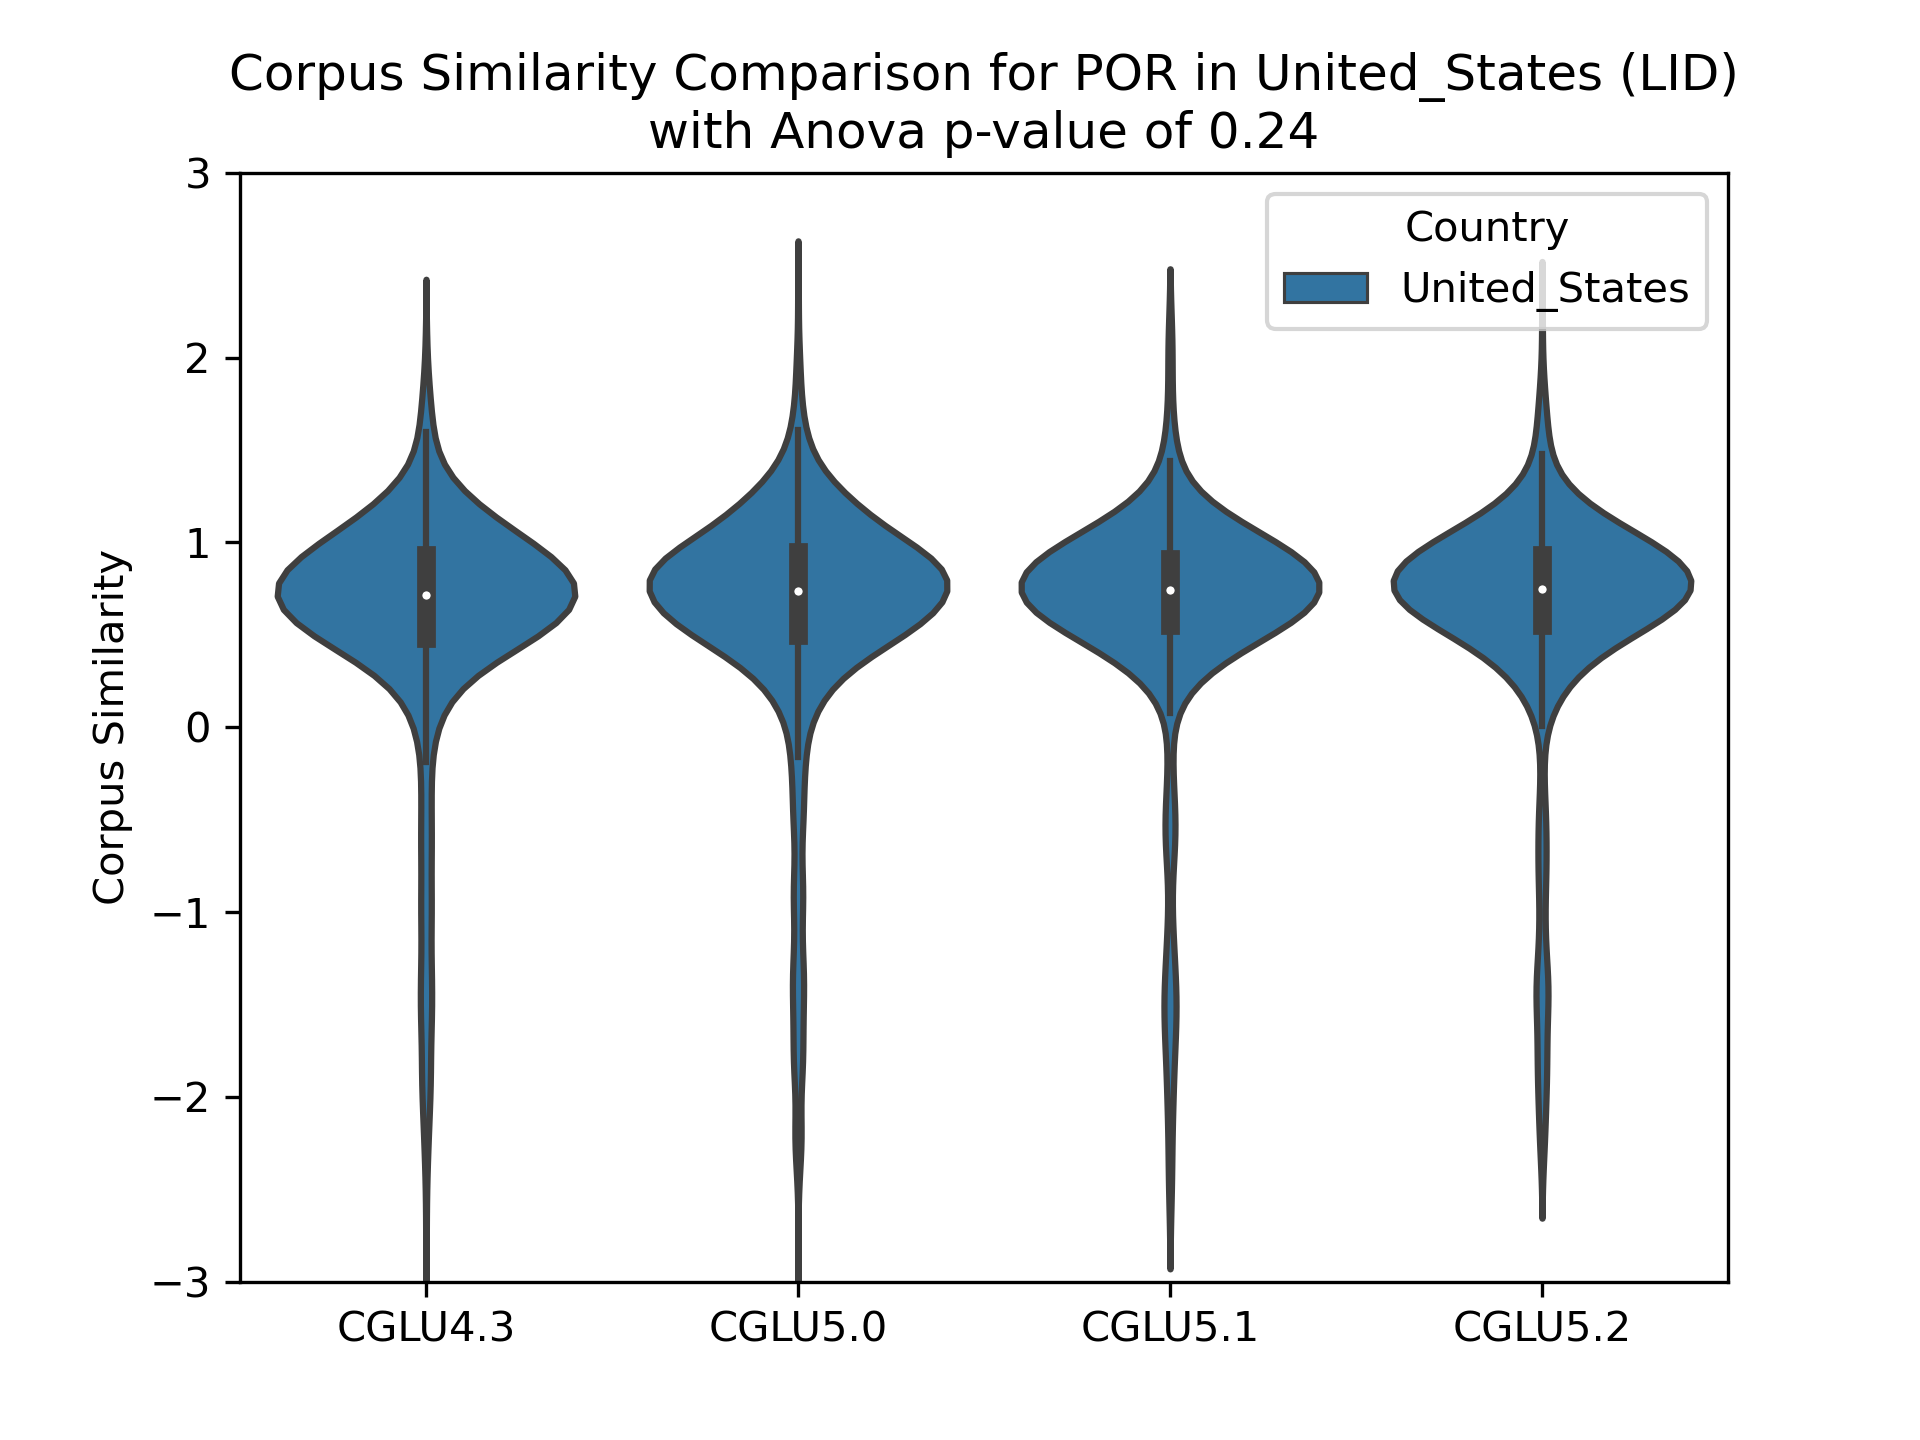 Corpus Similarity Comparison for POR in United_States (LID)
with Anova p-value of 0.24
3
2
1
0
−1
−2
−3
Corpus Similarity
Country
United_States
CGLU4.3
CGLU5.0
CGLU5.1
CGLU5.2